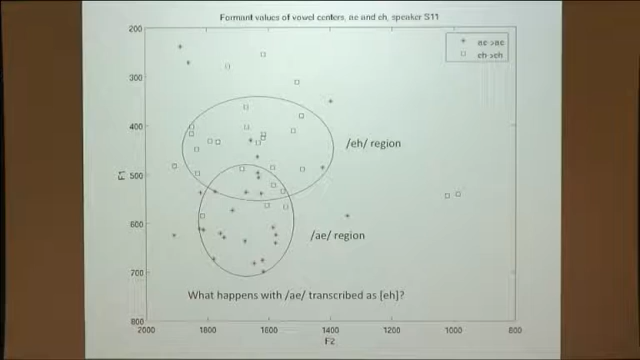 Formant values of vowel centers, ae and eh, speaker S11
200
300
400
500
600
700
800
F1
2000
1800
1600
1400
1200
1000
800
F2
ae->ae
eh->eh
/eh/ region
/ae/ region
What happens with /ae/ transcribed as [eh]?